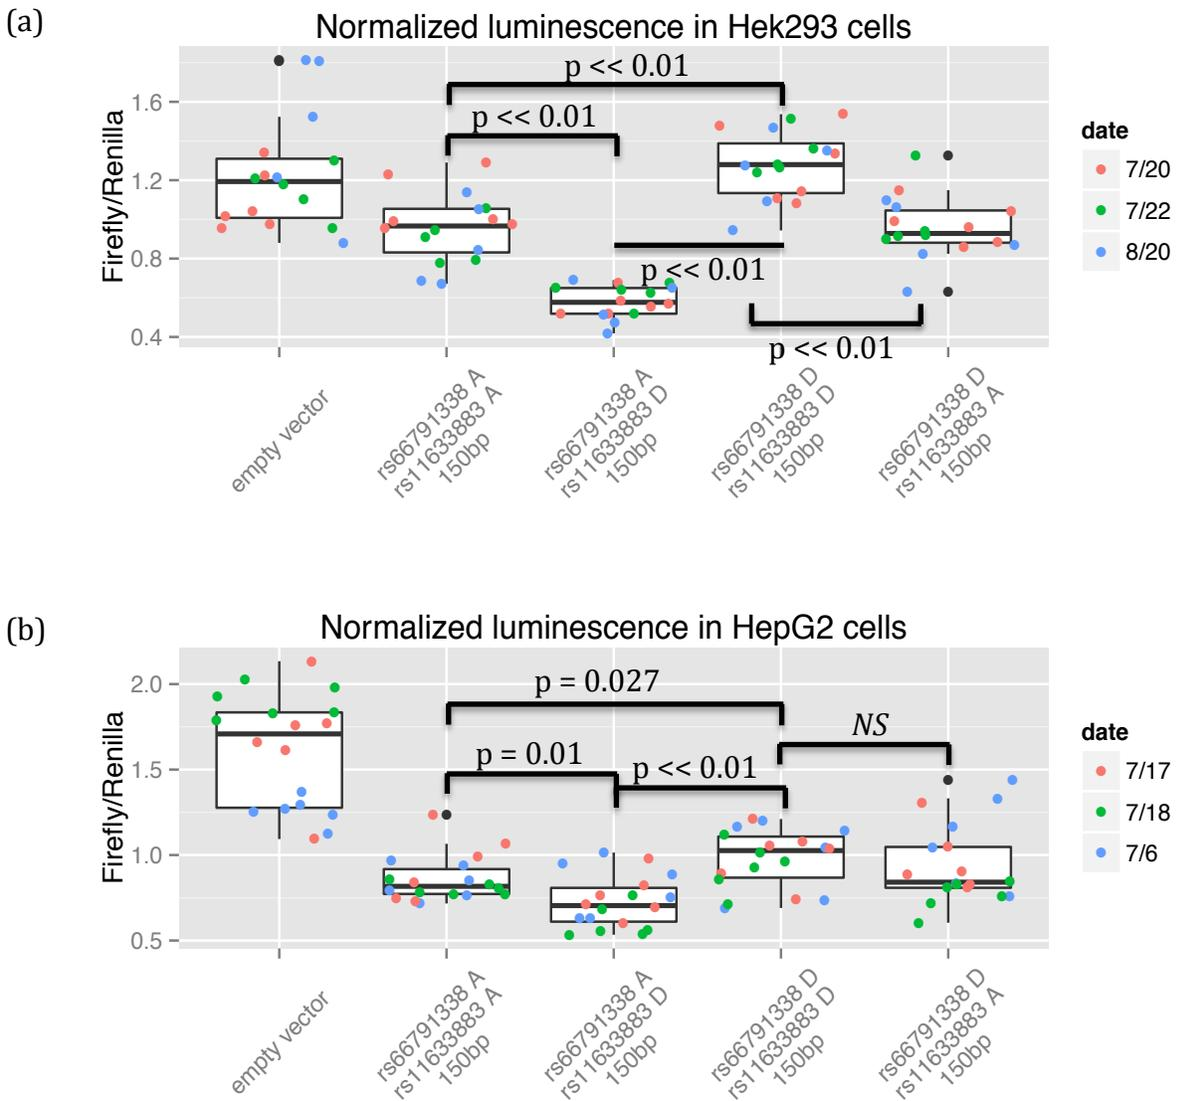 (a)
Normalized luminescence in Hek293 cells
Firefly/Renilla
1.6
1.2
0.8
0.4
p << 0.01
p << 0.01
p << 0.01
p << 0.01
date
7/20
7/22
8/20
empty vector
rs66791338 A
rs11633883 A
150bp
rs66791338 A
rs11633883 D
150bp
rs66791338 D
rs11633883 D
150bp
rs66791338 D
rs11633883 A
150bp
(b)
Normalized luminescence in HepG2 cells
Firefly/Renilla
2.0
1.5
1.0
0.5
p = 0.027
NS
p = 0.01
p << 0.01
date
7/17
7/18
7/6
empty vector
rs66791338 A
rs11633883 A
150bp
rs66791338 A
rs11633883 D
150bp
rs66791338 D
rs11633883 D
150bp
rs66791338 D
rs11633883 A
150bp